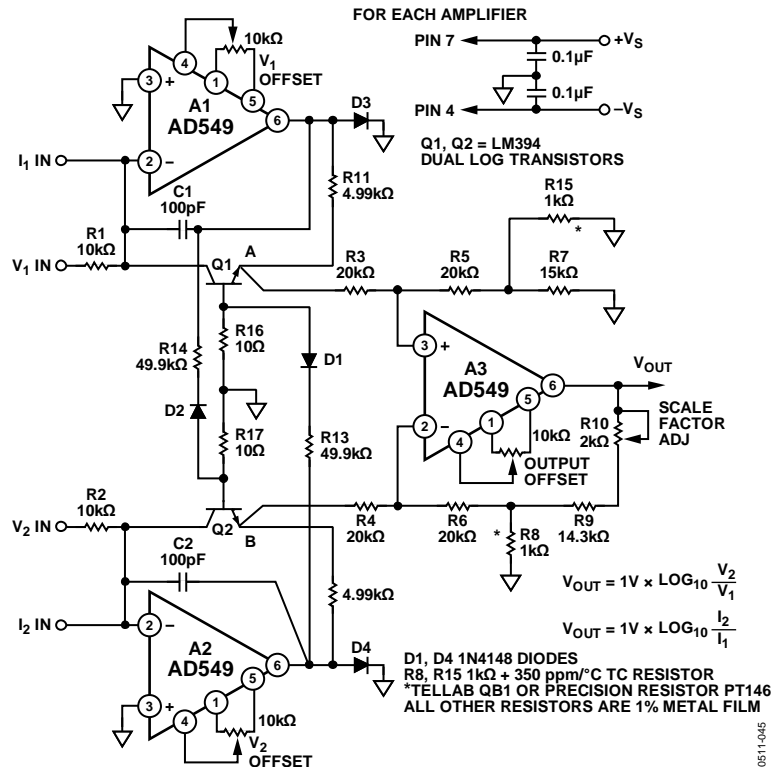 FOR EACH AMPLIFIER
PIN 7
+VS
0.1µF
0.1µF
PIN 4
–VS
Q1, Q2 = LM394
DUAL LOG TRANSISTORS
10kΩ
V1
OFFSET
4
3
+
1
5
A1
AD549
6
D3
I1 IN
2
–
R11
4.99kΩ
C1
100pF
R15
1kΩ
*
R1
10kΩ
V1 IN
Q1
A
R3
20kΩ
R5
20kΩ
R7
15kΩ
R14
49.9kΩ
R16
10Ω
D1
3
+
A3
AD549
6
VOUT
5
D2
R17
10Ω
R13
49.9kΩ
2
–
1
4
10kΩ
OUTPUT
OFFSET
R10
2kΩ
SCALE
FACTOR
ADJ
R2
10kΩ
V2 IN
Q2
B
R4
20kΩ
R6
20kΩ
R9
14.3kΩ
*
R8
1kΩ
C2
100pF
4.99kΩ
VOUT = 1V × LOG10 V2
V1
I2 IN
2
–
A2
AD549
6
D4
VOUT = 1V × LOG10 I2
I1
3
+
1
5
4
10kΩ
V2
OFFSET
D1, D4 1N4148 DIODES
R8, R15 1kΩ + 350 ppm/°C TC RESISTOR
*TELLAB QB1 OR PRECISION RESISTOR PT146
ALL OTHER RESISTORS ARE 1% METAL FILM
0511-045